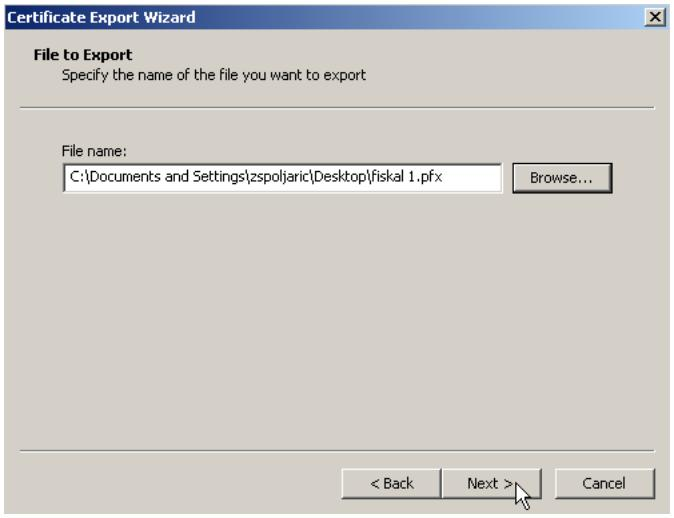 Certificate Export Wizard
File to Export
Specify the name of the file you want to export
File name:
C:\Documents and Settings\zspoljaric\Desktop\fiskal 1.pfx
Browse...
< Back
Next >
Cancel